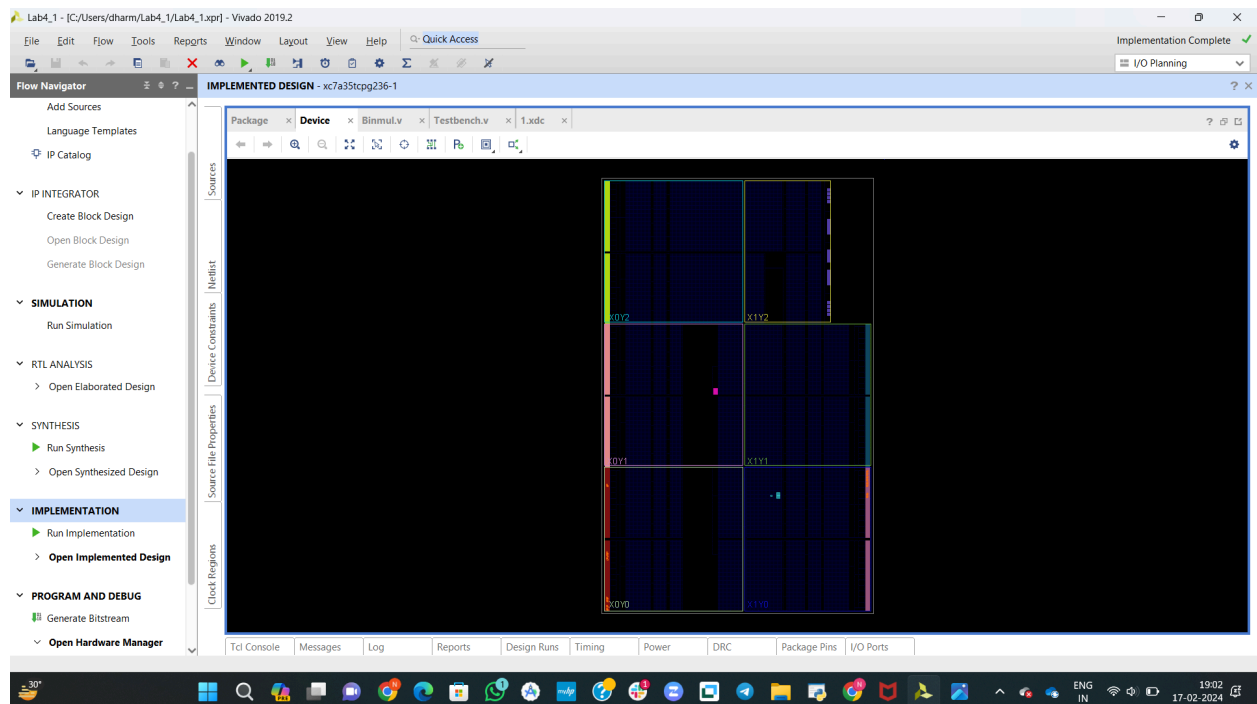 Lab4_1 - [C:/Users/dharm/Lab4_1/Lab4_1.xpr] - Vivado 2019.2
File Edit Flow Tools Reports Window Layout View Help Quick Access
Implementation Complete
I/O Planning
Flow Navigator
IMPLEMENTED DESIGN - xc7a35tcpg236-1
Add Sources
Language Templates
IP Catalog
IP INTEGRATOR
Create Block Design
Open Block Design
Generate Block Design
SIMULATION
Run Simulation
RTL ANALYSIS
Open Elaborated Design
SYNTHESIS
Run Synthesis
Open Synthesized Design
IMPLEMENTATION
Run Implementation
Open Implemented Design
PROGRAM AND DEBUG
Generate Bitstream
Open Hardware Manager
Sources
Netlist
Device Constraints
Source File Properties
Clock Regions
Package Device Binmul.v Testbench.v 1.xdc
X0Y2 X1Y2
X0Y1 X1Y1
X0Y0 X1Y0
Tcl Console Messages Log Reports Design Runs Timing Power DRC Package Pins I/O Ports
30°
ENG
IN
19:02
17-02-2024